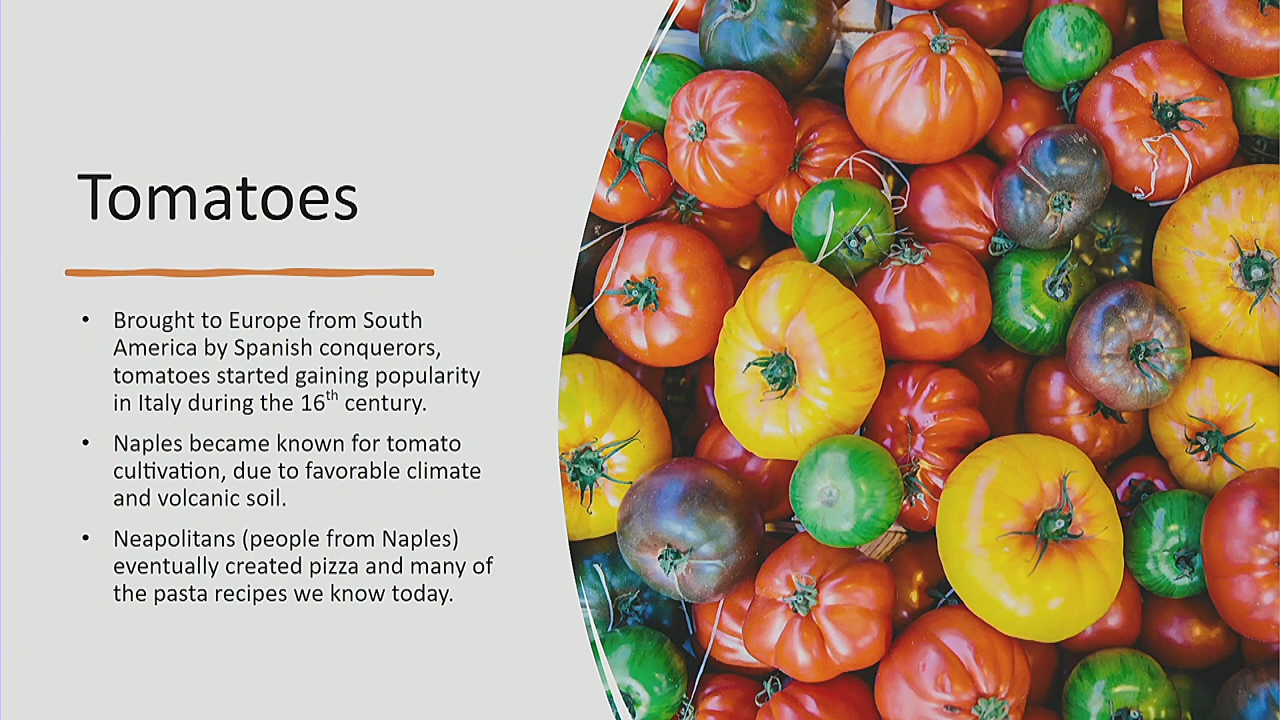 Tomatoes
• Brought to Europe from South
America by Spanish conquerors,
tomatoes started gaining popularity
in Italy during the 16th century.
• Naples became known for tomato
cultivation, due to favorable climate
and volcanic soil.
• Neapolitans (people from Naples)
eventually created pizza and many of
the pasta recipes we know today.